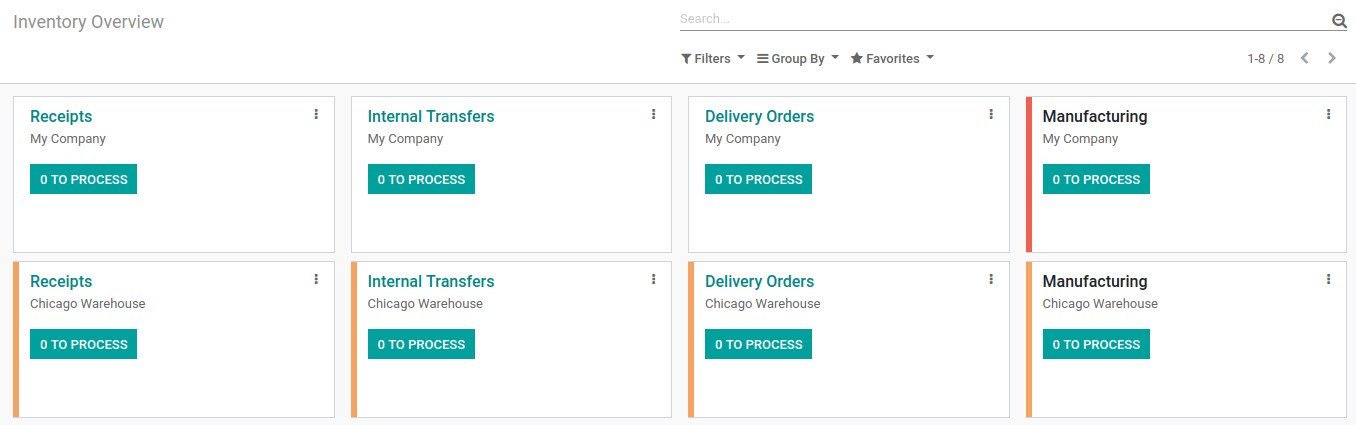 Inventory Overview
Search...
Filters Group By Favorites 1-8 / 8
Receipts
My Company
0 TO PROCESS
Internal Transfers
My Company
0 TO PROCESS
Delivery Orders
My Company
0 TO PROCESS
Manufacturing
My Company
0 TO PROCESS
Receipts
Chicago Warehouse
0 TO PROCESS
Internal Transfers
Chicago Warehouse
0 TO PROCESS
Delivery Orders
Chicago Warehouse
0 TO PROCESS
Manufacturing
Chicago Warehouse
0 TO PROCESS